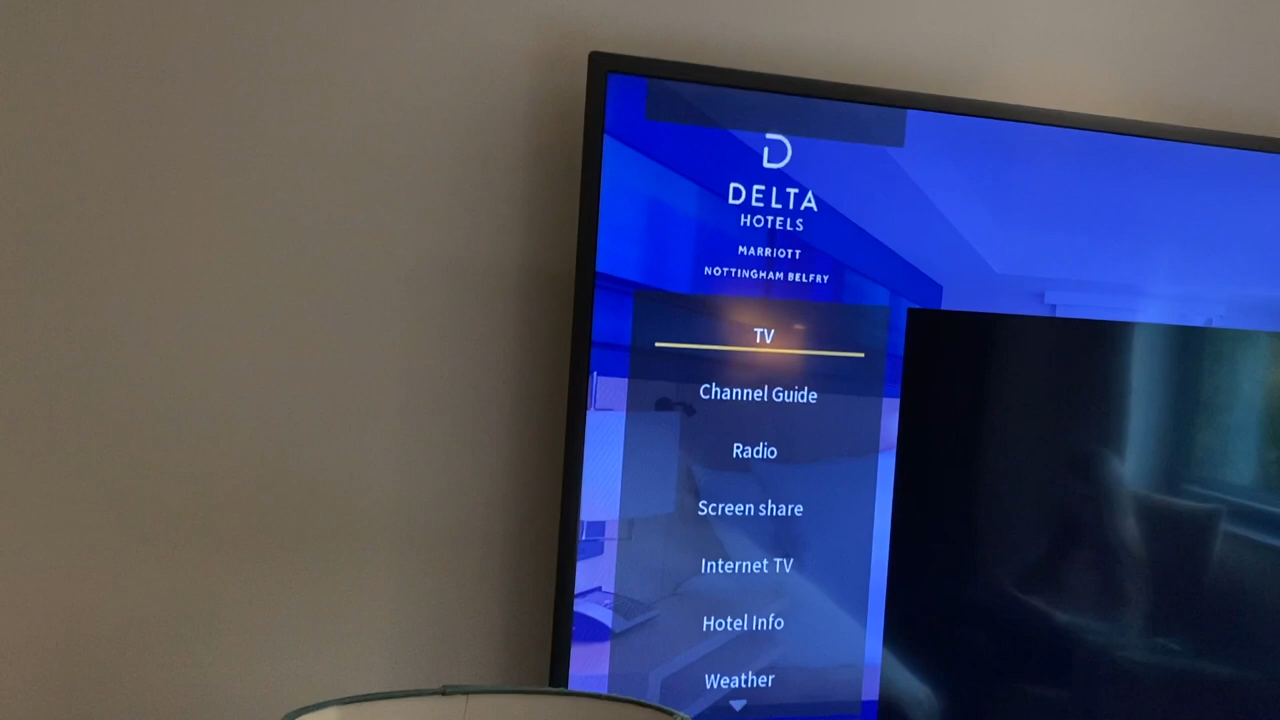 D
DELTA
HOTELS
MARRIOTT
NOTTINGHAM BELFRY
TV
Channel Guide
Radio
Screen share
Internet TV
Hotel Info
Weather